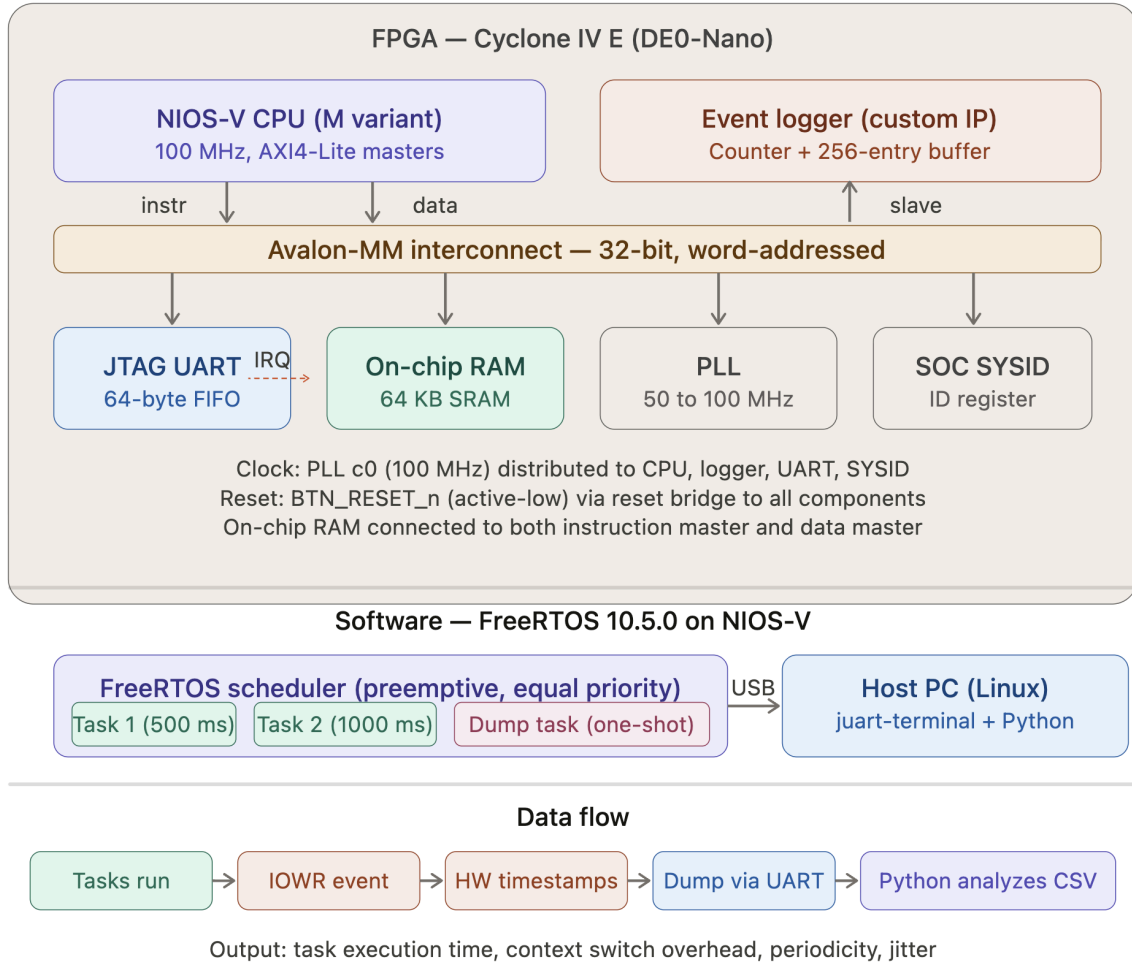 FPGA — Cyclone IV E (DE0-Nano)
NIOS-V CPU (M variant)
100 MHz, AXI4-Lite masters
Event logger (custom IP)
Counter + 256-entry buffer
instr
data
slave
Avalon-MM interconnect — 32-bit, word-addressed
JTAG UART
64-byte FIFO
IRQ
On-chip RAM
64 KB SRAM
PLL
50 to 100 MHz
SOC SYSID
ID register
Clock: PLL c0 (100 MHz) distributed to CPU, logger, UART, SYSID
Reset: BTN_RESET_n (active-low) via reset bridge to all components
On-chip RAM connected to both instruction master and data master
Software — FreeRTOS 10.5.0 on NIOS-V
FreeRTOS scheduler (preemptive, equal priority)
Task 1 (500 ms)
Task 2 (1000 ms)
Dump task (one-shot)
USB
Host PC (Linux)
juart-terminal + Python
Data flow
Tasks run
IOWR event
HW timestamps
Dump via UART
Python analyzes CSV
Output: task execution time, context switch overhead, periodicity, jitter